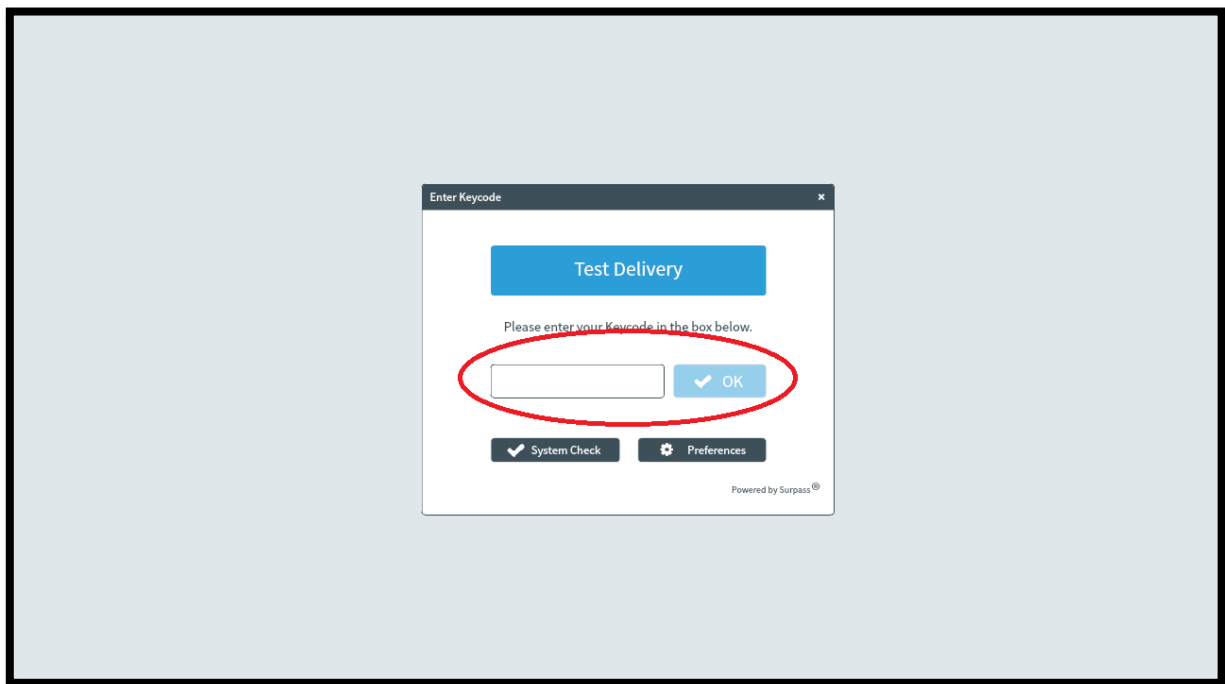 Enter Keycode
Test Delivery
Please enter your Keycode in the box below.
OK
System Check
Preferences
Powered by Surpass®